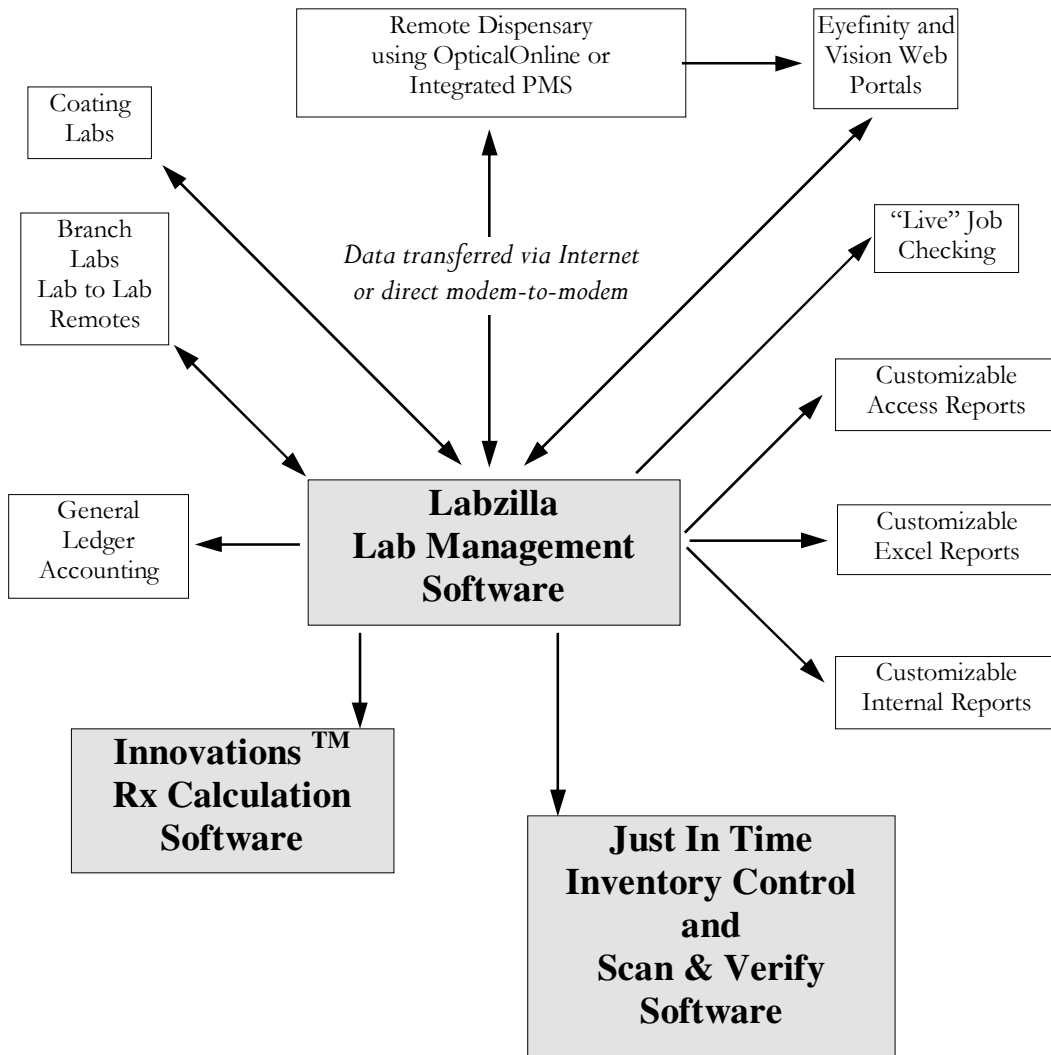 Remote Dispensary
using OpticalOnline or
Integrated PMS
Eyefinity and
Vision Web
Portals
Coating
Labs
Branch
Labs
Lab to Lab
Remotes
“Live” Job
Checking
Data transferred via Internet
or direct modem-to-modem
Customizable
Access Reports
General
Ledger
Accounting
Labzilla
Lab Management
Software
Customizable
Excel Reports
Customizable
Internal Reports
Innovations TM
Rx Calculation
Software
Just In Time
Inventory Control
and
Scan & Verify
Software